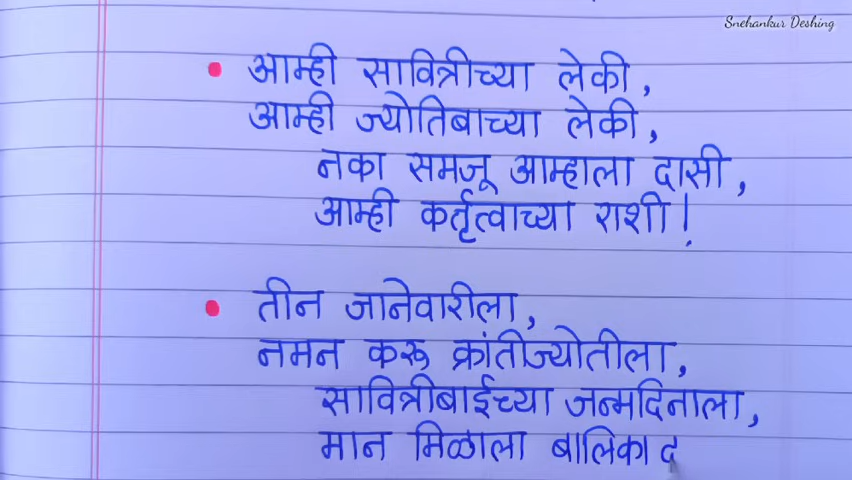 Snehankur Deshing
आम्ही सावित्रीच्या लेकी,
आम्ही ज्योतिबाच्या लेकी,
नका समजू आम्हाला दासी,
आम्ही कर्तृत्वाच्या राशी!
तीन जानेवारीला,
नमन करू क्रांतीज्योतीला,
सावित्रीबाईच्या जन्मदिनाला,
मान मिळाला बालिका द